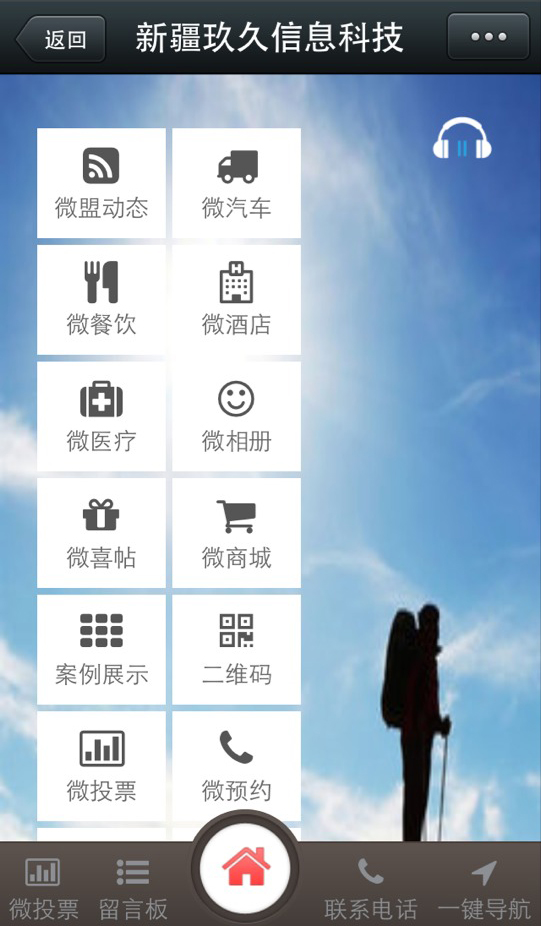 返回
新疆玖久信息科技
微盟动态
微汽车
微餐饮
微酒店
微医疗
微相册
微喜帖
微商城
案例展示
二维码
微投票
微预约
微投票
留言板
联系电话
一键导航